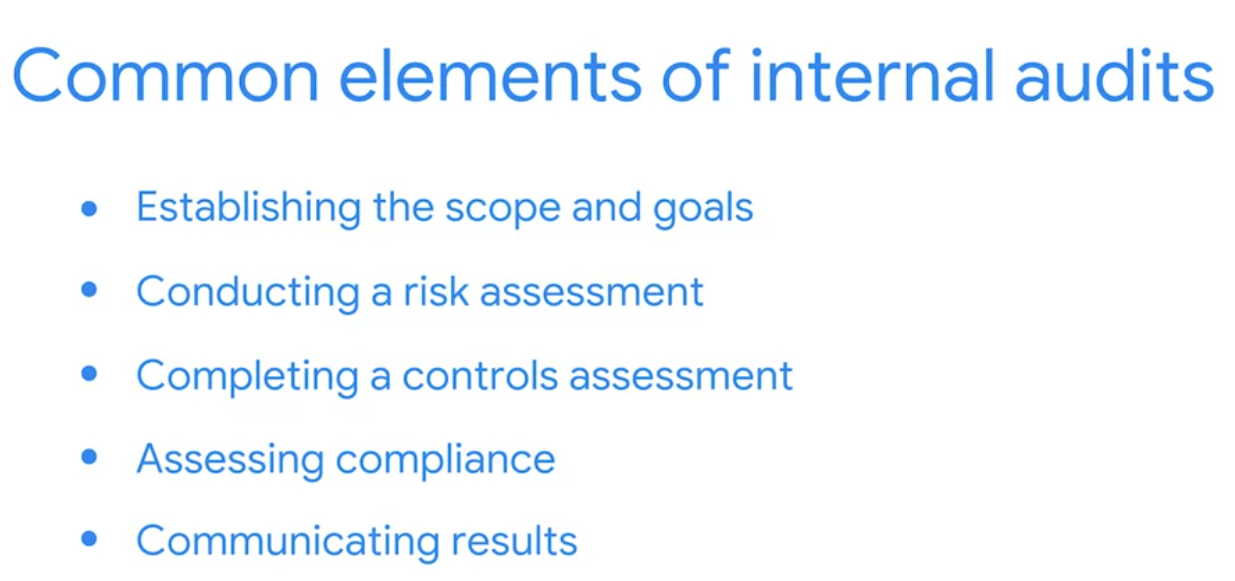 Common elements of internal audits
• Establishing the scope and goals
• Conducting a risk assessment
• Completing a controls assessment
• Assessing compliance
• Communicating results